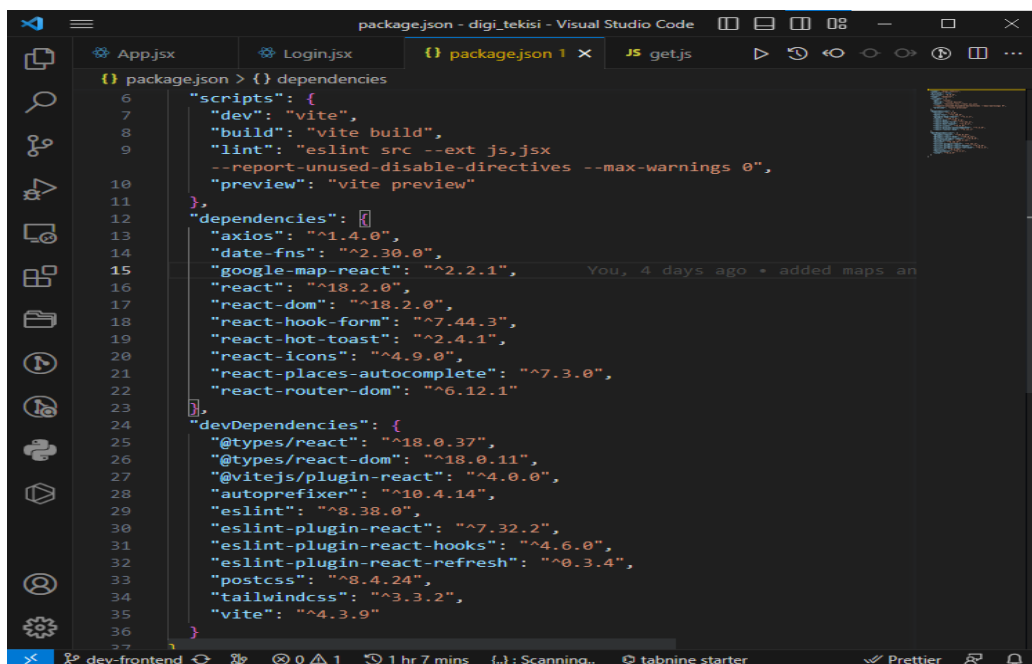 package.json - digi_tekisi - Visual Studio Code
App.jsx Login.jsx {} package.json 1 JS get.js
{} package.json > {} dependencies
6 "scripts": {
7 "dev": "vite",
8 "build": "vite build",
9 "lint": "eslint src --ext js,jsx
--report-unused-disable-directives --max-warnings 0",
10 "preview": "vite preview"
11 },
12 "dependencies": {
13 "axios": "^1.4.0",
14 "date-fns": "^2.30.0",
15 "google-map-react": "^2.2.1", You, 4 days ago • added maps an
16 "react": "^18.2.0",
17 "react-dom": "^18.2.0",
18 "react-hook-form": "^7.44.3",
19 "react-hot-toast": "^2.4.1",
20 "react-icons": "^4.9.0",
21 "react-places-autocomplete": "^7.3.0",
22 "react-router-dom": "^6.12.1"
23 },
24 "devDependencies": {
25 "@types/react": "^18.0.37",
26 "@types/react-dom": "^18.0.11",
27 "@vitejs/plugin-react": "^4.0.0",
28 "autoprefixer": "^10.4.14",
29 "eslint": "^8.38.0",
30 "eslint-plugin-react": "^7.32.2",
31 "eslint-plugin-react-hooks": "^4.6.0",
32 "eslint-plugin-react-refresh": "^0.3.4",
33 "postcss": "^8.4.24",
34 "tailwindcss": "^3.3.2",
35 "vite": "^4.3.9"
36 }
37 }
dev-frontend 0 1 1 hr 7 mins {..} : Scanning.. tabnine starter Prettier